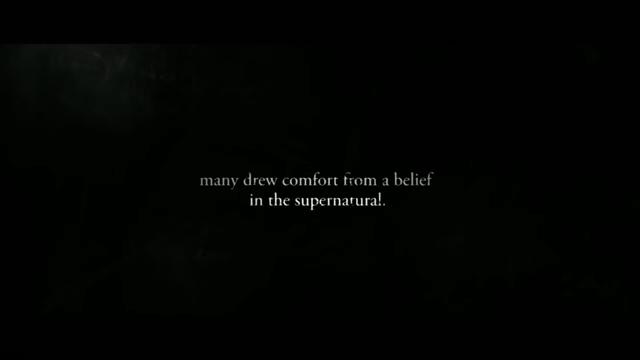 many drew comfort from a belief
in the supernatural.